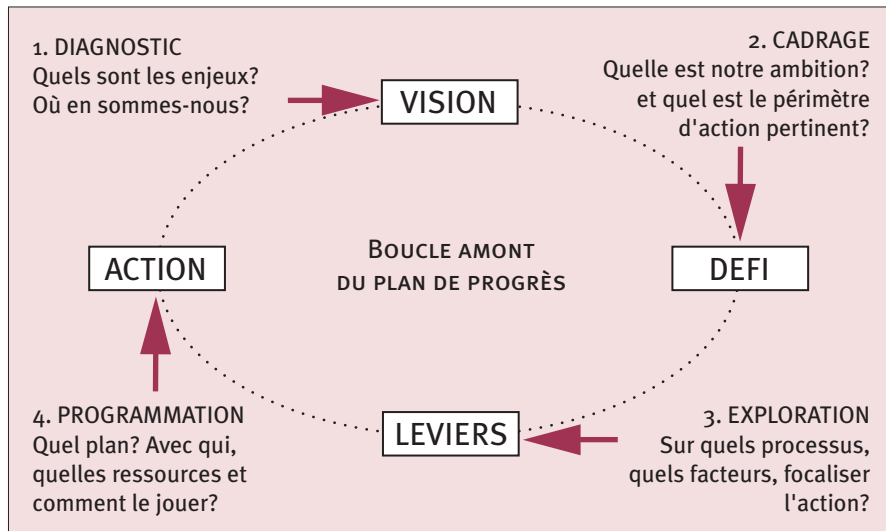 1. DIAGNOSTIC
Quels sont les enjeux?
Où en sommes-nous?
VISION
2. CADRAGE
Quelle est notre ambition?
et quel est le périmètre
d'action pertinent?
ACTION
BOUCLE AMONT
DU PLAN DE PROGRÈS
DEFI
4. PROGRAMMATION
Quel plan? Avec qui,
quelles ressources et
comment le jouer?
LEVIERS
3. EXPLORATION
Sur quels processus,
quels facteurs, focaliser
l'action?